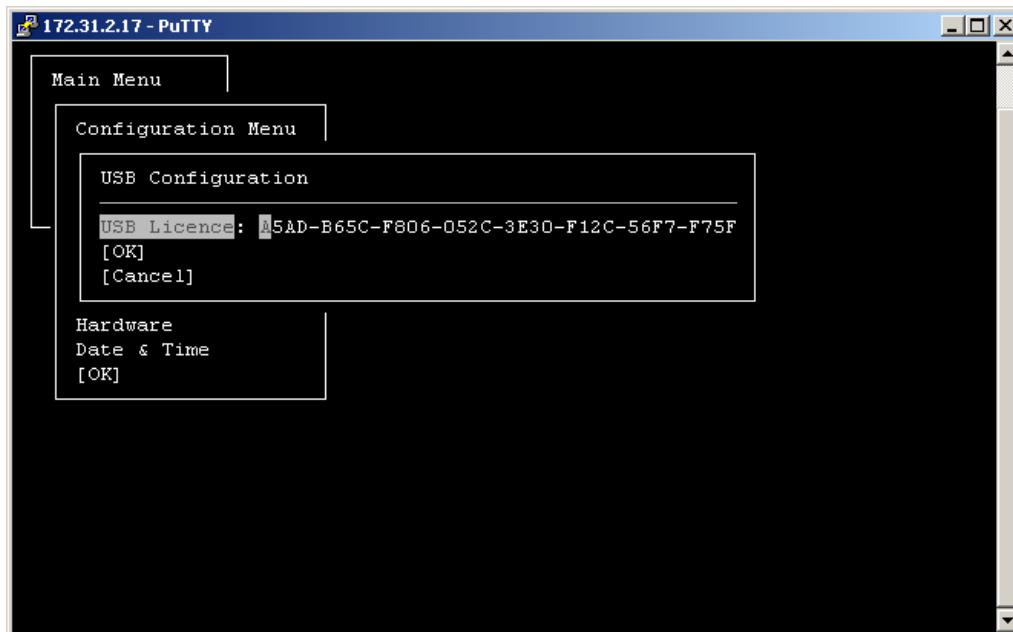 172.31.2.17 - PuTTY
Main Menu
Configuration Menu
USB Configuration
USB Licence: A5AD-B65C-F806-052C-3E30-F12C-56F7-F75F
[OK]
[Cancel]
Hardware
Date & Time
[OK]